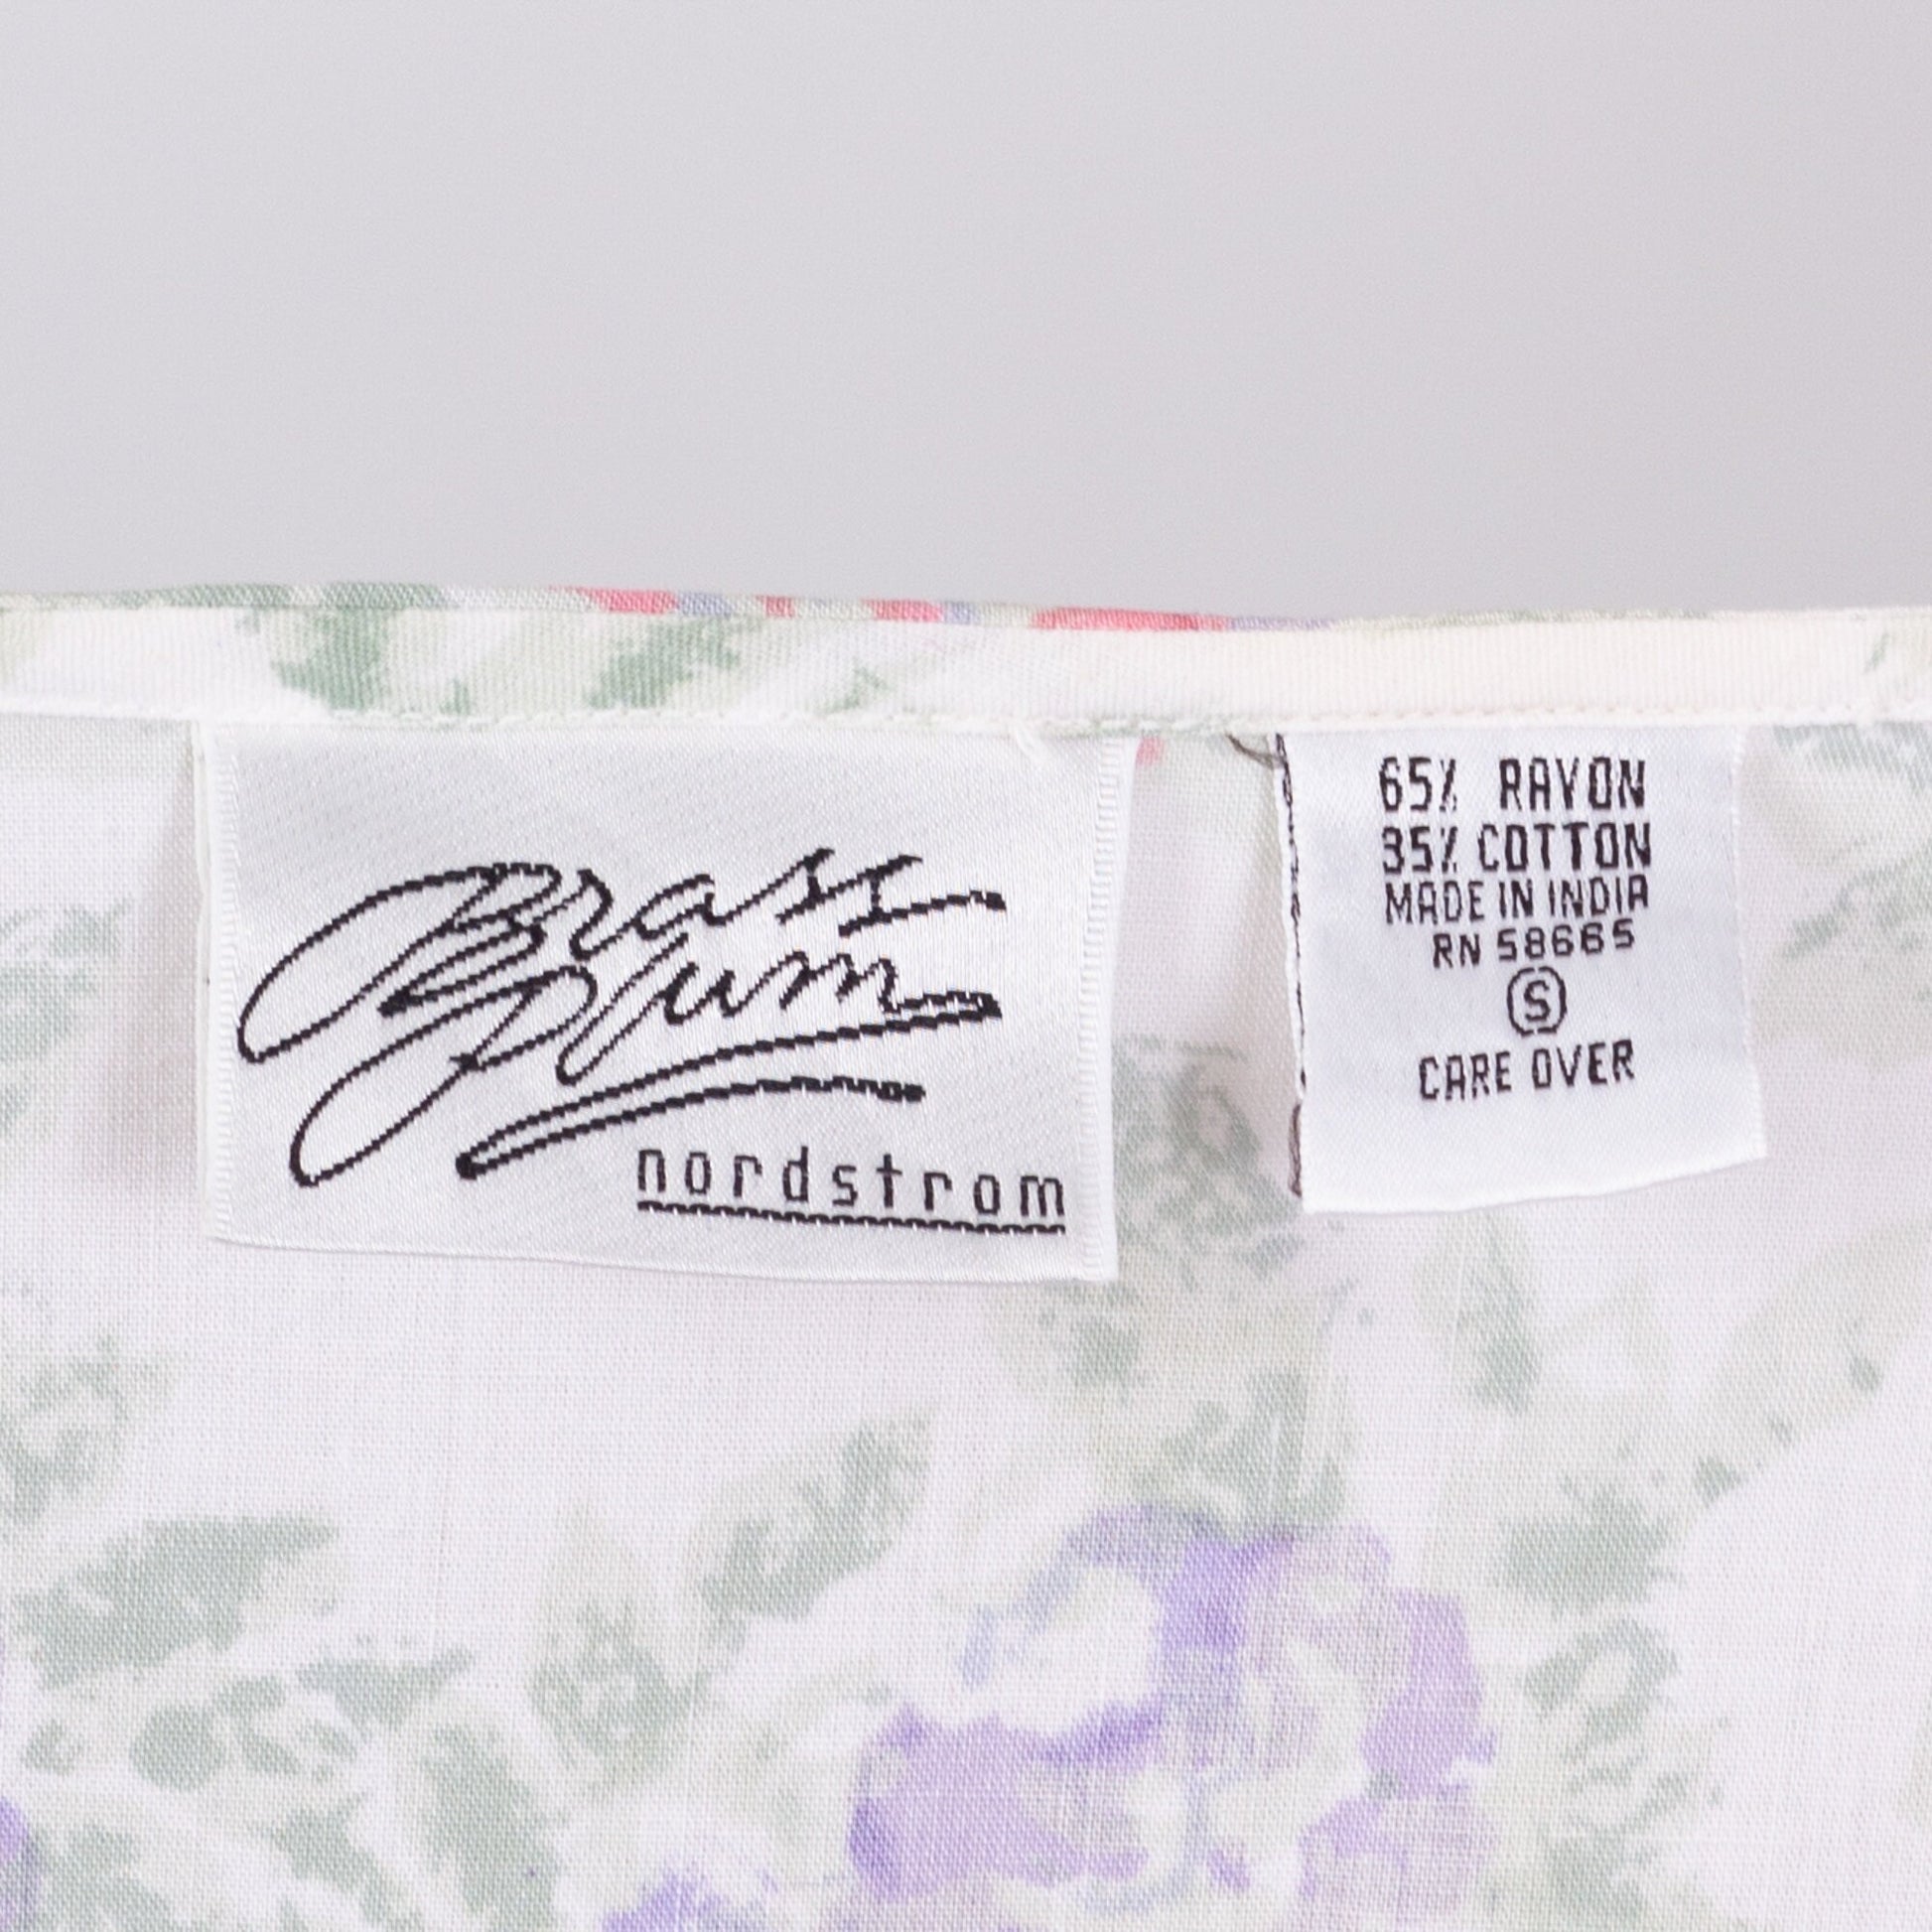 Brass
Plum
nordstrom
65% RAYON
35% COTTON
MADE IN INDIA
RN 58665
S
CARE OVER